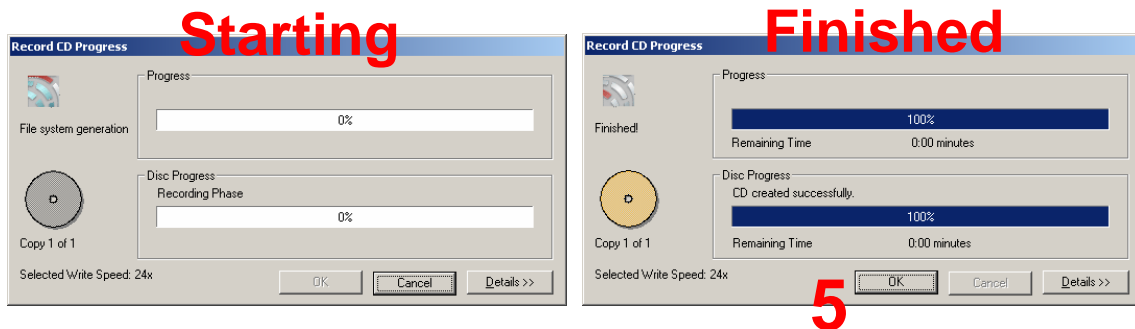 Starting
Record CD Progress
Progress
0%
File system generation
Disc Progress
Recording Phase
0%
Copy 1 of 1
Selected Write Speed: 24x
OK
Cancel
Details >>
Finished
Record CD Progress
Progress
100%
Finished!
Remaining Time 0:00 minutes
Disc Progress
CD created successfully.
100%
Copy 1 of 1
Remaining Time 0:00 minutes
Selected Write Speed: 24x
OK
Cancel
Details >>
5